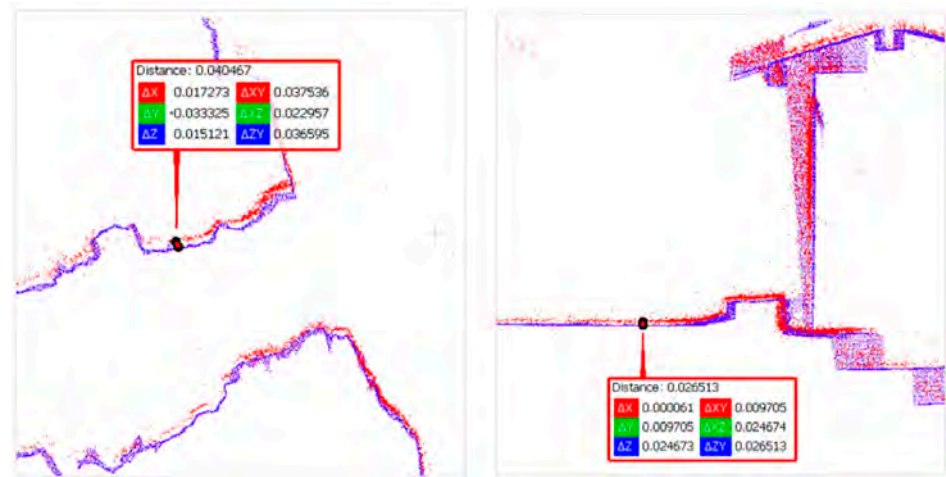 Distance: 0.040467
ΔX 0.017273 ΔXY 0.037536
ΔY -0.033325 ΔXZ 0.022957
ΔZ 0.015121 ΔZY 0.036595
Distance: 0.026513
ΔX 0.000061 ΔXY 0.009705
ΔY 0.009705 ΔXZ 0.024674
ΔZ 0.024673 ΔZY 0.026513